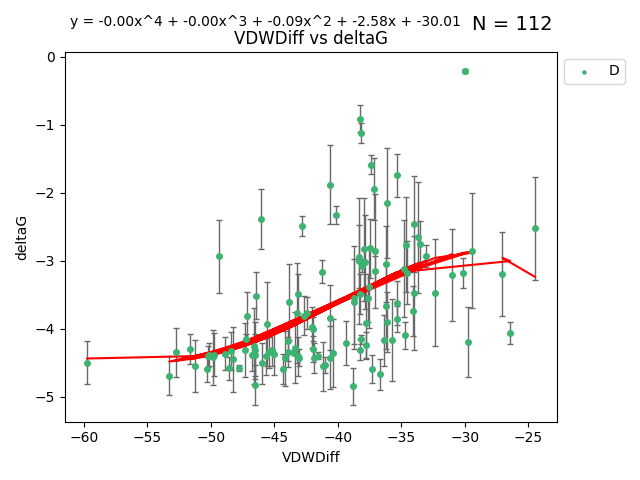 y = -0.00x^4 + -0.00x^3 + -0.09x^2 + -2.58x + -30.01
N = 112
VDWDiff vs deltaG
D
0
−1
−2
−3
−4
−5
deltaG
−60 −55 −50 −45 −40 −35 −30 −25
VDWDiff